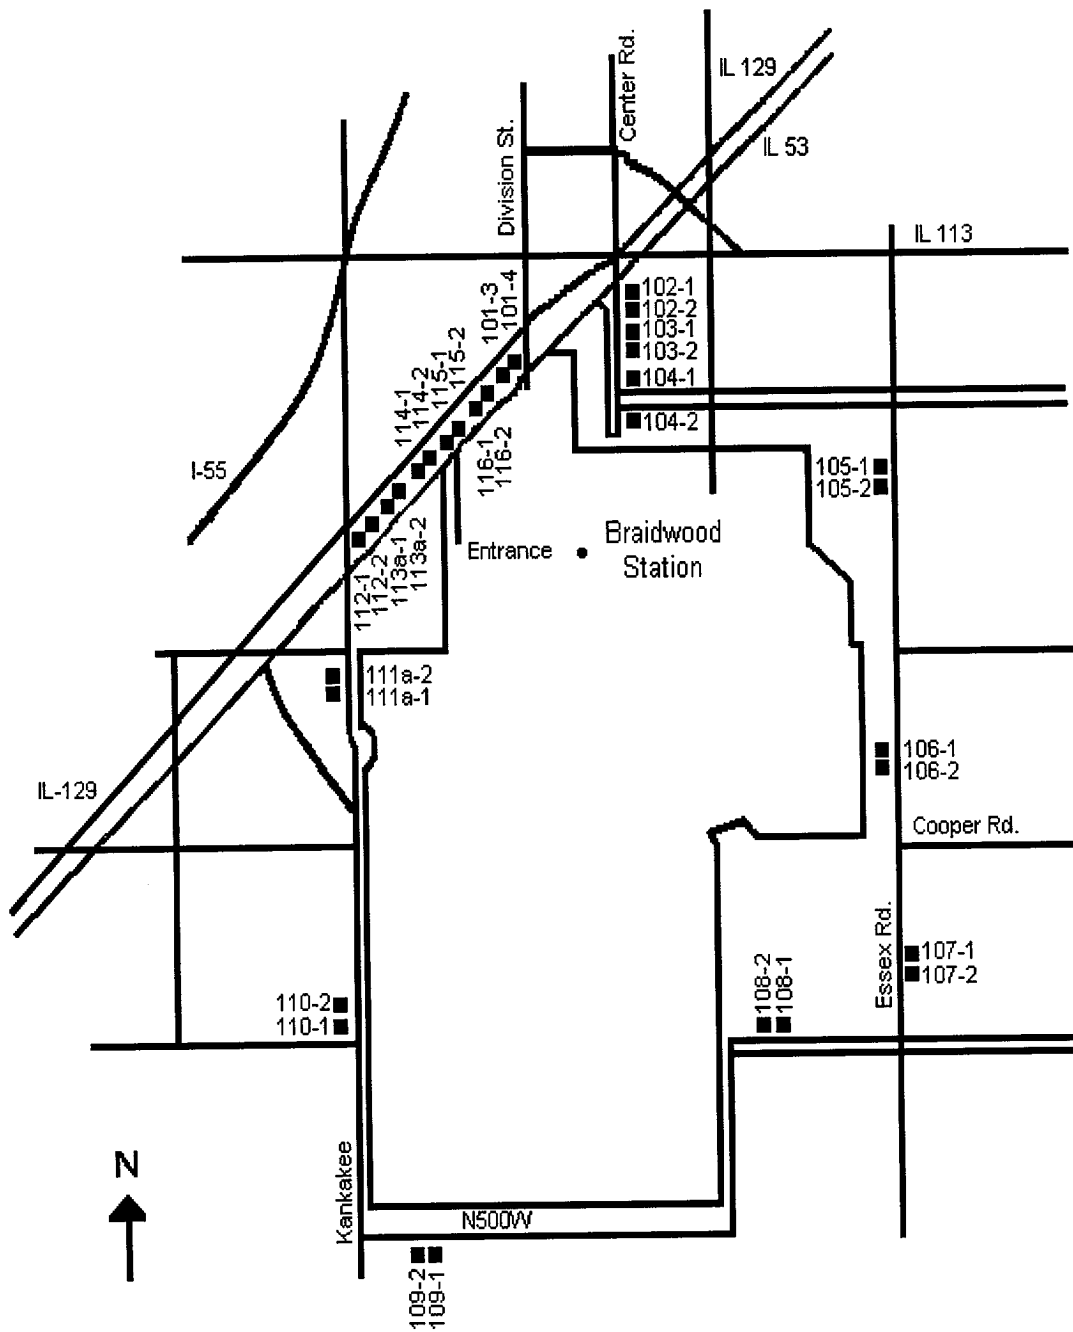 Center Rd.
IL 129
Division St.
IL 53
IL 113
101-3
101-4
102-1
102-2
103-1
103-2
115-1
115-2
104-1
114-1
114-2
104-2
116-1
116-2
I-55
105-1
105-2
Entrance
Braidwood
Station
112-1
112-2
113a-1
113a-2
111a-2
111a-1
106-1
106-2
IL-129
Cooper Rd.
Essex Rd.
107-1
107-2
108-2
108-1
110-2
110-1
N
Kankakee
N500W
109-2
109-1